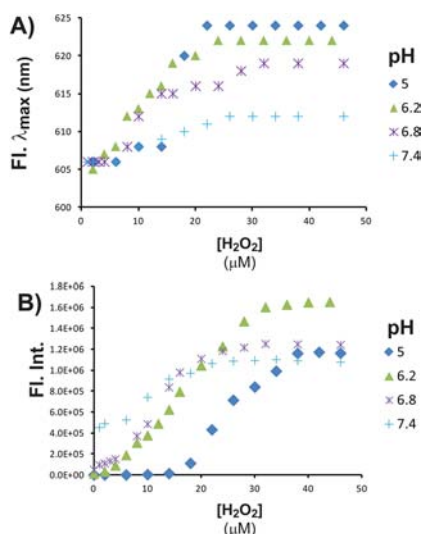 A)
Fl. λmax (nm)
625
620
615
610
605
600
0 10 20 30 40 50
[H2O2]
(μM)
pH
5
6.2
6.8
7.4
B)
Fl. Int.
1.8E+06
1.6E+06
1.4E+06
1.2E+06
1.0E+06
8.0E+05
6.0E+05
4.0E+05
2.0E+05
0.0E+00
0 10 20 30 40 50
[H2O2]
(μM)
pH
5
6.2
6.8
7.4